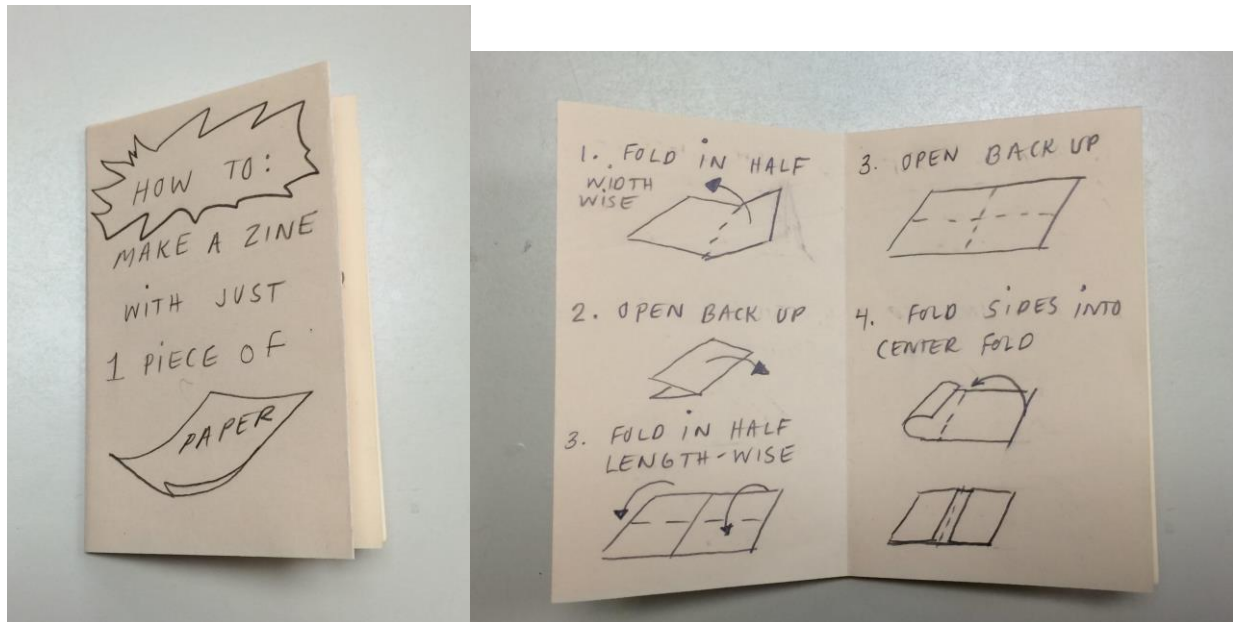 HOW TO:
MAKE A ZINE
WITH JUST
1 PIECE OF
PAPER
1. FOLD IN HALF
WIDTH
WISE
2. OPEN BACK UP
3. FOLD IN HALF
LENGTH-WISE
3. OPEN BACK UP
4. FOLD SIDES INTO
CENTER FOLD